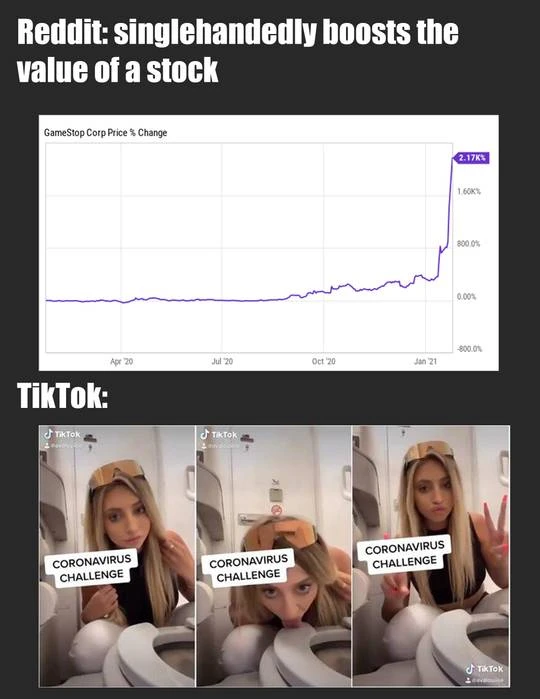 Reddit: singlehandedly boosts the
value of a stock
GameStop Corp Price % Change
2.17K%
1.60K%
800.0%
0.00%
-800.0%
Apr '20
Jul '20
Oct '20
Jan '21
TikTok:
TikTok
TikTok
CORONAVIRUS
CHALLENGE
CORONAVIRUS
CHALLENGE
CORONAVIRUS
CHALLENGE
TikTok